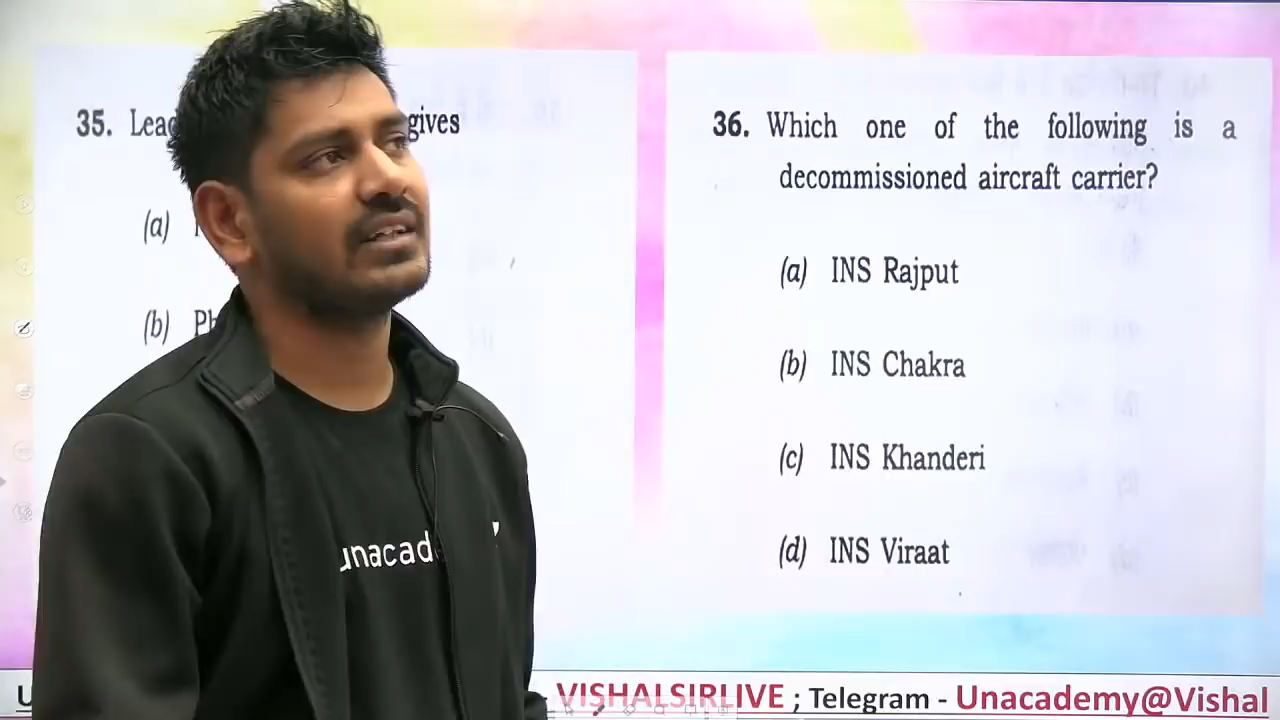 35. Lead gives
(a)
(b) Ph
36. Which one of the following is a
decommissioned aircraft carrier?
(a) INS Rajput
(b) INS Chakra
(c) INS Khanderi
(d) INS Viraat
unacad
VISHALSIRLIVE ; Telegram - Unacademy@Vishal